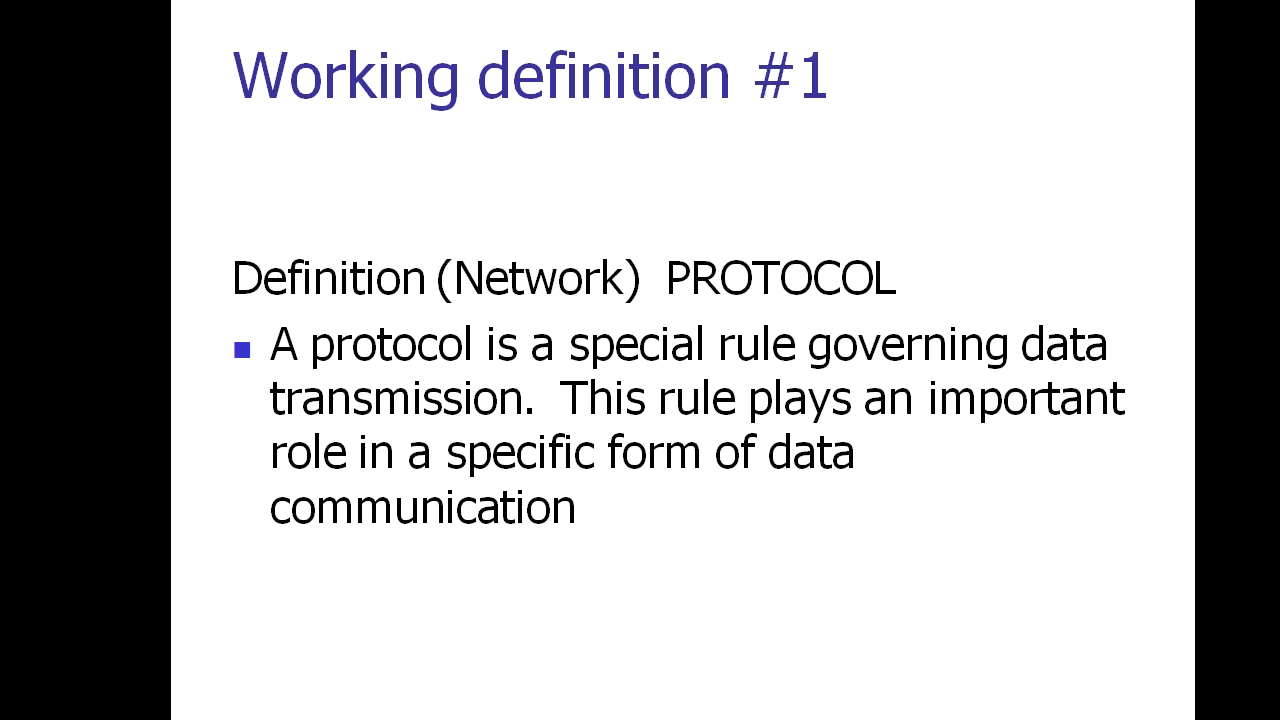 Working definition #1
Definition (Network)  PROTOCOL
A protocol is a special rule governing data
transmission.  This rule plays an important
role in a specific form of data
communication